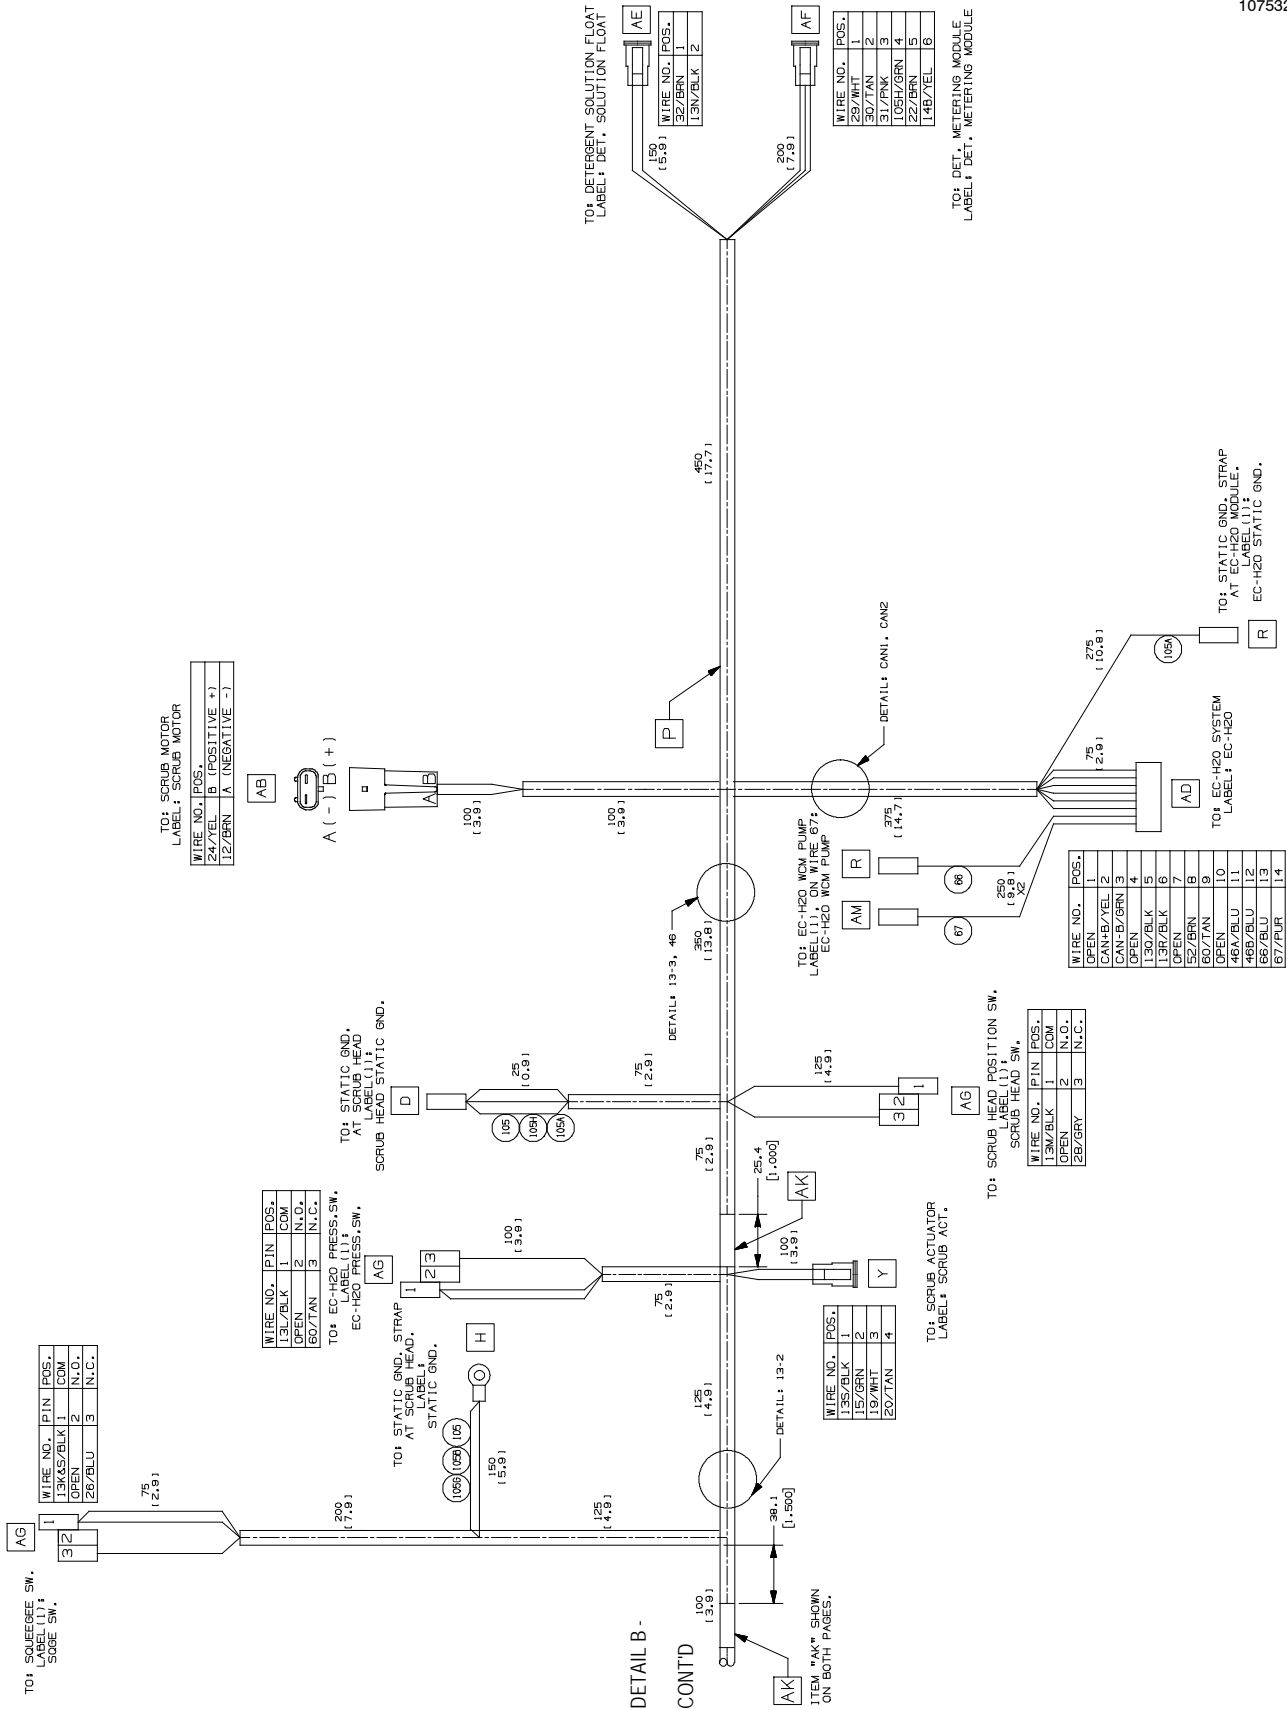 107532
TO: DETERGENT SOLUTION FLOAT
LABEL: DET. SOLUTION FLOAT
AE
WIRE NO. POS.
32/BRN 1
13N/BLK 2
150
[5.9]
AF
WIRE NO. POS.
29/WHT 1
30/TAN 2
31/PNK 3
105H/GRN 4
22/BRN 5
14B/YEL 6
200
[7.9]
TO: DET. METERING MODULE
LABEL: DET. METERING MODULE
450
[17.7]
P
TO: SCRUB MOTOR
LABEL: SCRUB MOTOR
WIRE NO. POS.
24/YEL B (POSITIVE +)
12/BRN A (NEGATIVE -)
AB
A (-) B (+)
A B
100
[3.9]
100
[3.9]
DETAIL: CAN1, CAN2
375
[14.7]
275
[10.8]
105A
TO: STATIC GND. STRAP
AT EC-H2O MODULE.
LABEL(1):
EC-H2O STATIC GND.
R
75
[2.9]
AD
TO: EC-H2O SYSTEM
LABEL: EC-H2O
TO: EC-H2O WCM PUMP
LABEL(1), ON WIRE 67:
EC-H2O WCM PUMP
R
AM
66
67
250
[9.8]
X2
WIRE NO. POS.
OPEN 1
CAN+B/YEL 2
CAN-B/GRN 3
OPEN 4
13Q/BLK 5
13R/BLK 6
OPEN 7
52/BRN 8
60/TAN 9
OPEN 10
46A/BLU 11
46B/BLU 12
66/BLU 13
67/PUR 14
DETAIL: 13-3, 46
350
[13.8]
TO: STATIC GND.
AT SCRUB HEAD
LABEL(1):
SCRUB HEAD STATIC GND.
D
25
[0.9]
105
105H
105A
75
[2.9]
125
[4.9]
3 2 1
AG
TO: SCRUB HEAD POSITION SW.
LABEL(1):
SCRUB HEAD SW.
WIRE NO. PIN POS.
13M/BLK 1 COM
OPEN 2 N.O.
28/GRY 3 N.C.
75
[2.9]
25.4
[1.000]
AK
WIRE NO. PIN POS.
13L/BLK 1 COM
OPEN 2 N.O.
60/TAN 3 N.C.
TO: EC-H2O PRESS.SW.
LABEL(1):
EC-H2O PRESS.SW.
AG
1 2 3
100
[3.9]
75
[2.9]
100
[3.9]
Y
TO: SCRUB ACTUATOR
LABEL: SCRUB ACT.
WIRE NO. POS.
13S/BLK 1
15/GRN 2
19/WHT 3
20/TAN 4
TO: STATIC GND. STRAP
AT SCRUB HEAD.
LABEL:
STATIC GND.
H
105G 105B 105
150
[5.9]
125
[4.9]
DETAIL: 13-2
WIRE NO. PIN POS.
13K&S/BLK 1 COM
OPEN 2 N.O.
26/BLU 3 N.C.
75
[2.9]
AG
3 2 1
TO: SQUEEGEE SW.
LABEL(1):
SQGE SW.
200
[7.9]
125
[4.9]
38.1
[1.500]
100
[3.9]
DETAIL B -
CONT'D
AK
ITEM "AK" SHOWN
ON BOTH PAGES.